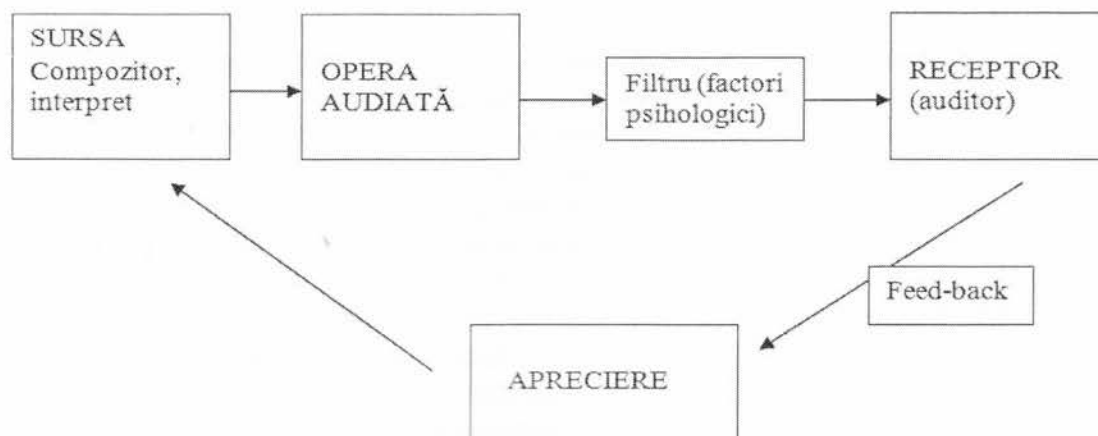 SURSA
Compozitor,
interpret
OPERA
AUDIATĂ
Filtru (factori
psihologici)
RECEPTOR
(auditor)
Feed-back
APRECIERE